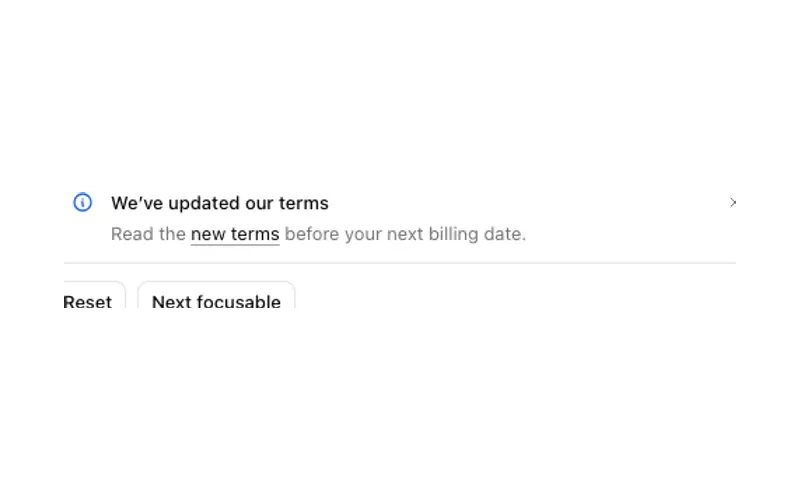 We’ve updated our terms
Read the new terms before your next billing date.
Reset
Next focusable